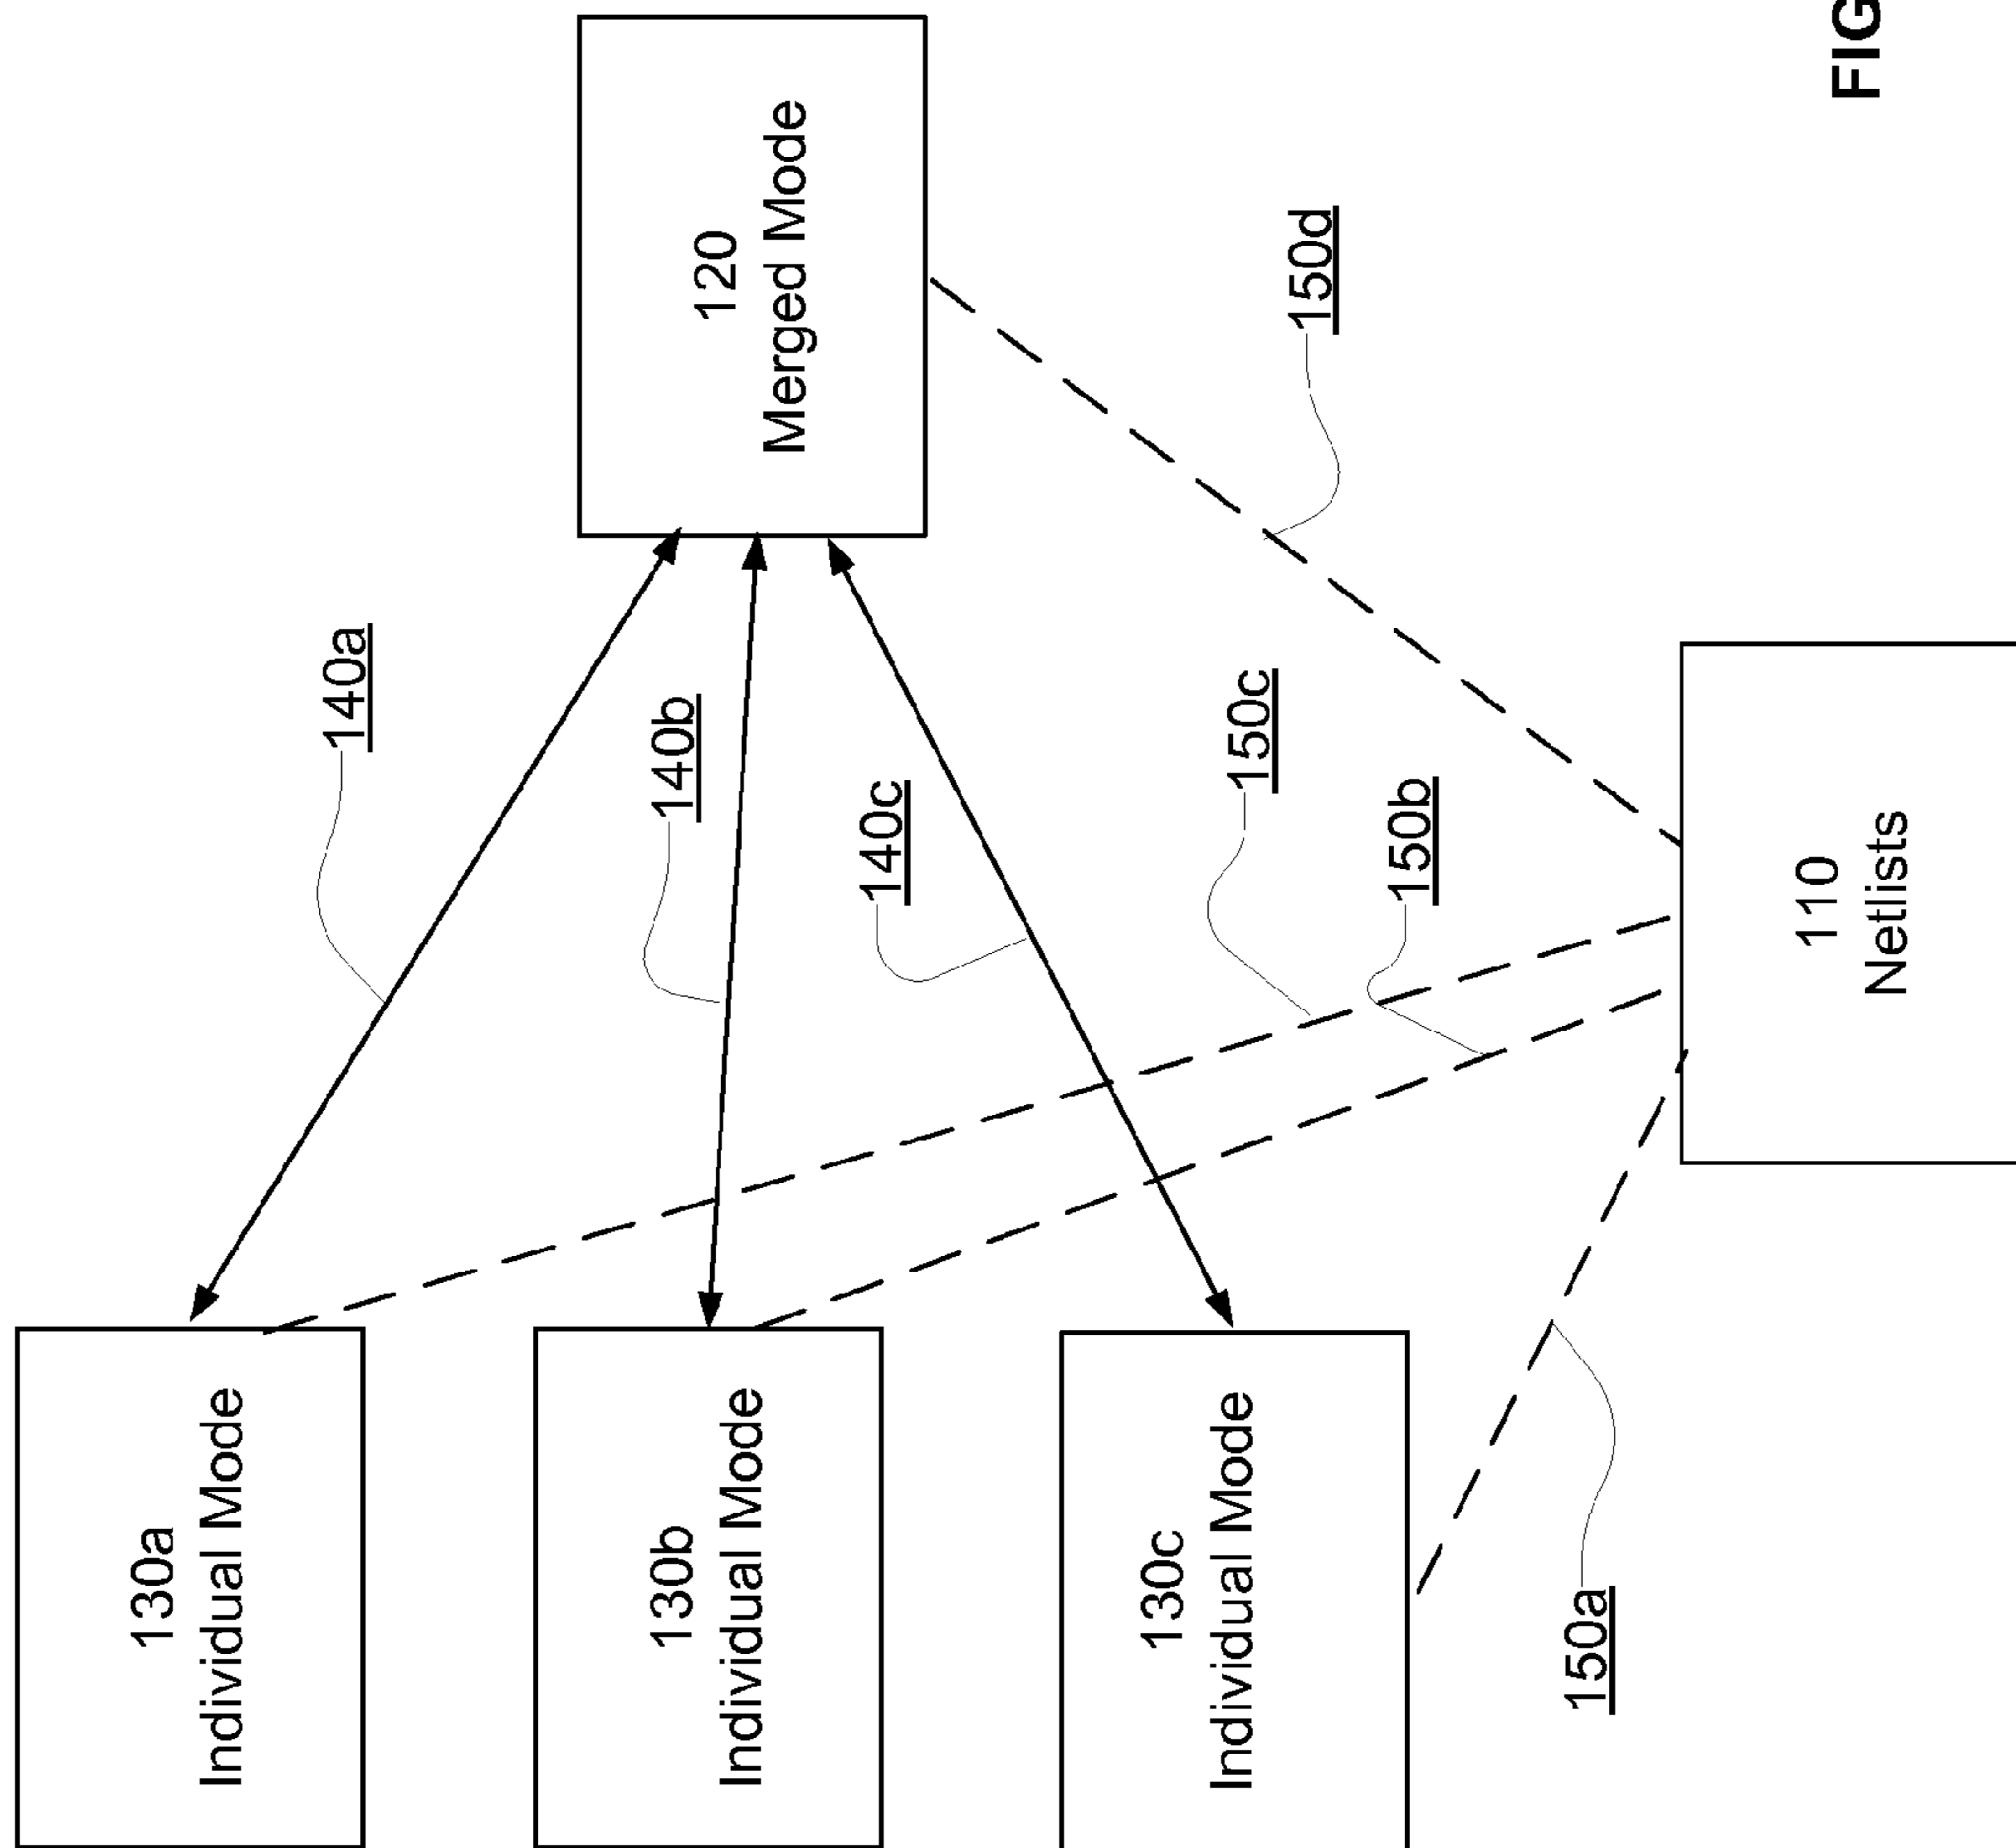 130a
Individual Mode
130b
Individual Mode
130c
Individual Mode
140a
140b
140c
120
Merged Mode
150c
150b
150d
150a
110
Netlists
FIG